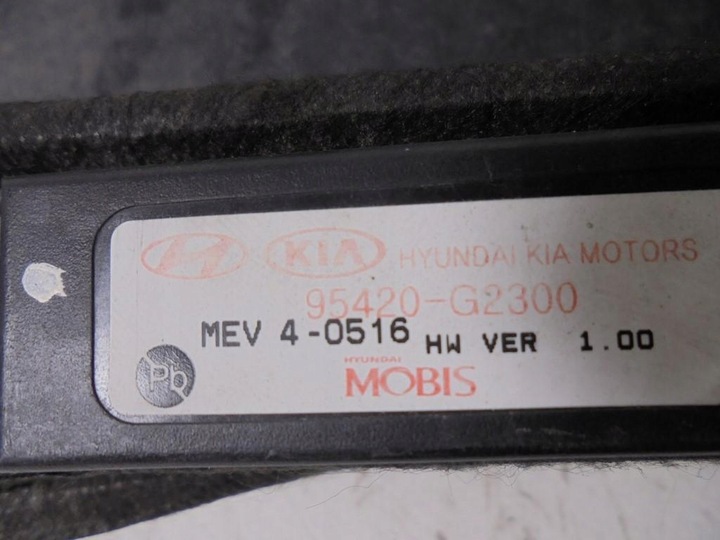 KIA HYUNDAI KIA MOTORS
95420-G2300
MEV 4-0516 HW VER 1.00
Pb
HYUNDAI
MOBIS